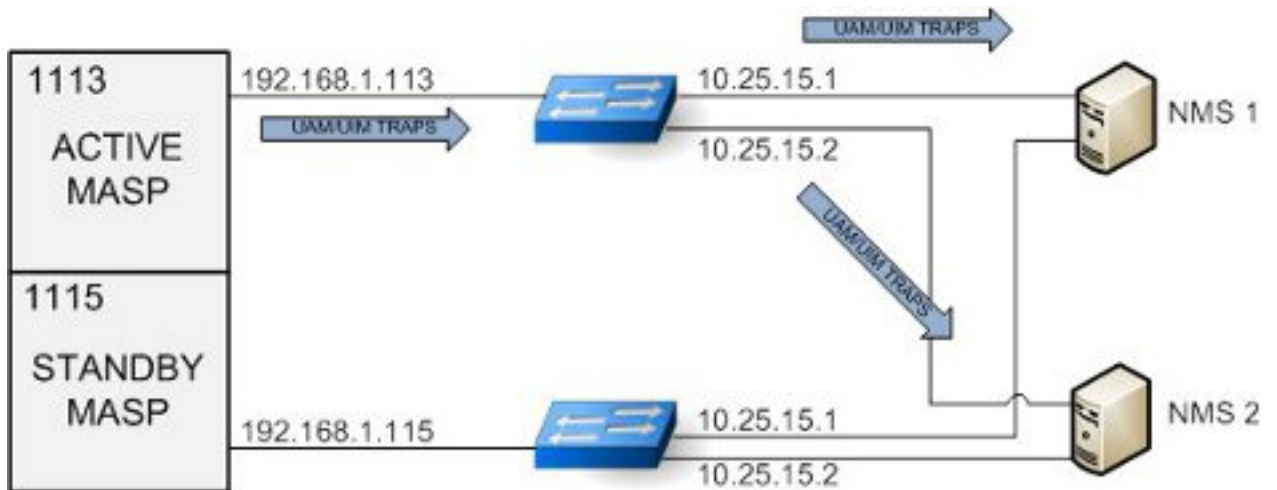 UAM/UIM TRAPS
1113
ACTIVE
MASP
192.168.1.113
UAM/UIM TRAPS
10.25.15.1
10.25.15.2
NMS 1
UAM/UIM TRAPS
1115
STANDBY
MASP
192.168.1.115
10.25.15.1
10.25.15.2
NMS 2